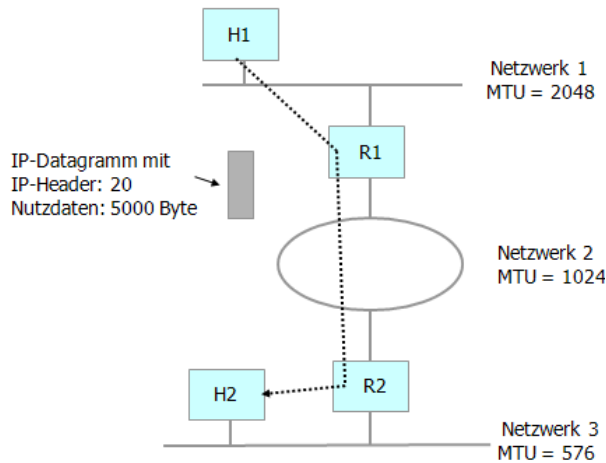 H1
Netzwerk 1
MTU = 2048
R1
IP-Datagramm mit
IP-Header: 20
Nutzdaten: 5000 Byte
Netzwerk 2
MTU = 1024
R2
H2
Netzwerk 3
MTU = 576